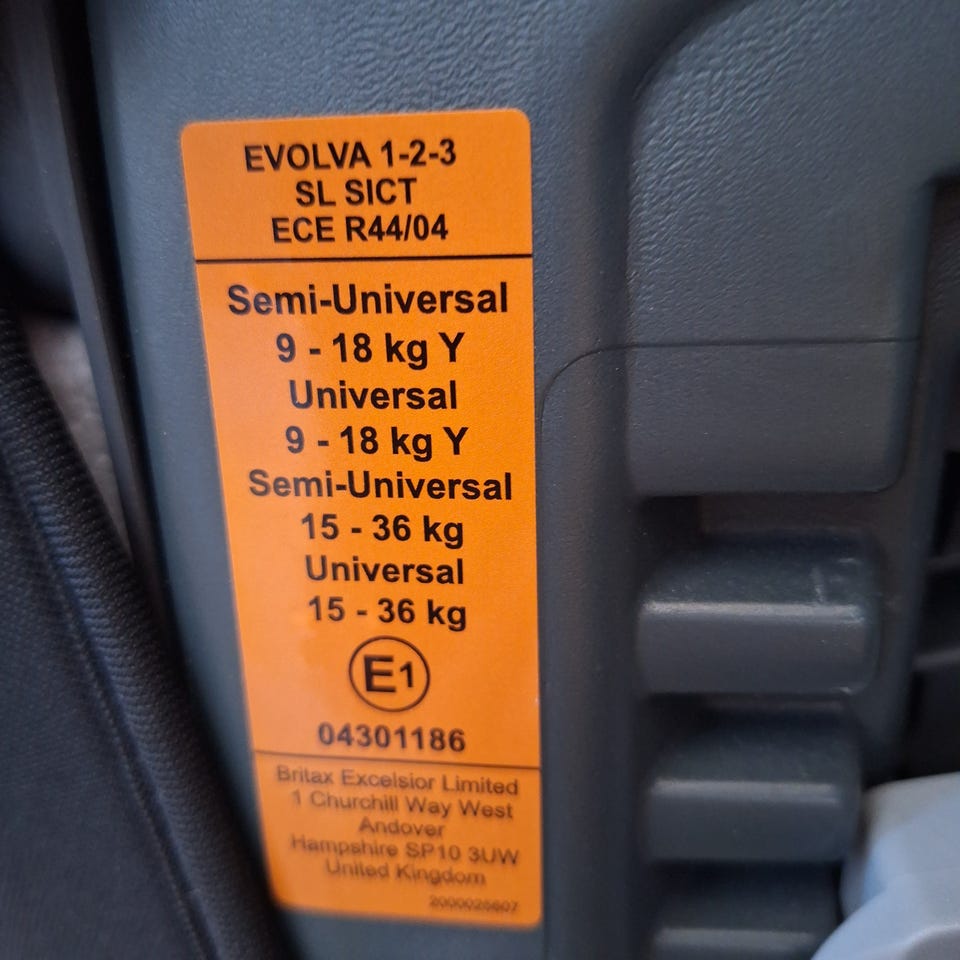 EVOLVA 1-2-3
SL SICT
ECE R44/04
Semi-Universal
9 - 18 kg Y
Universal
9 - 18 kg Y
Semi-Universal
15 - 36 kg
Universal
15 - 36 kg
E1
04301186
Britax Excelsior Limited
1 Churchill Way West
Andover
Hampshire SP10 3UW
United Kingdom
2000025607